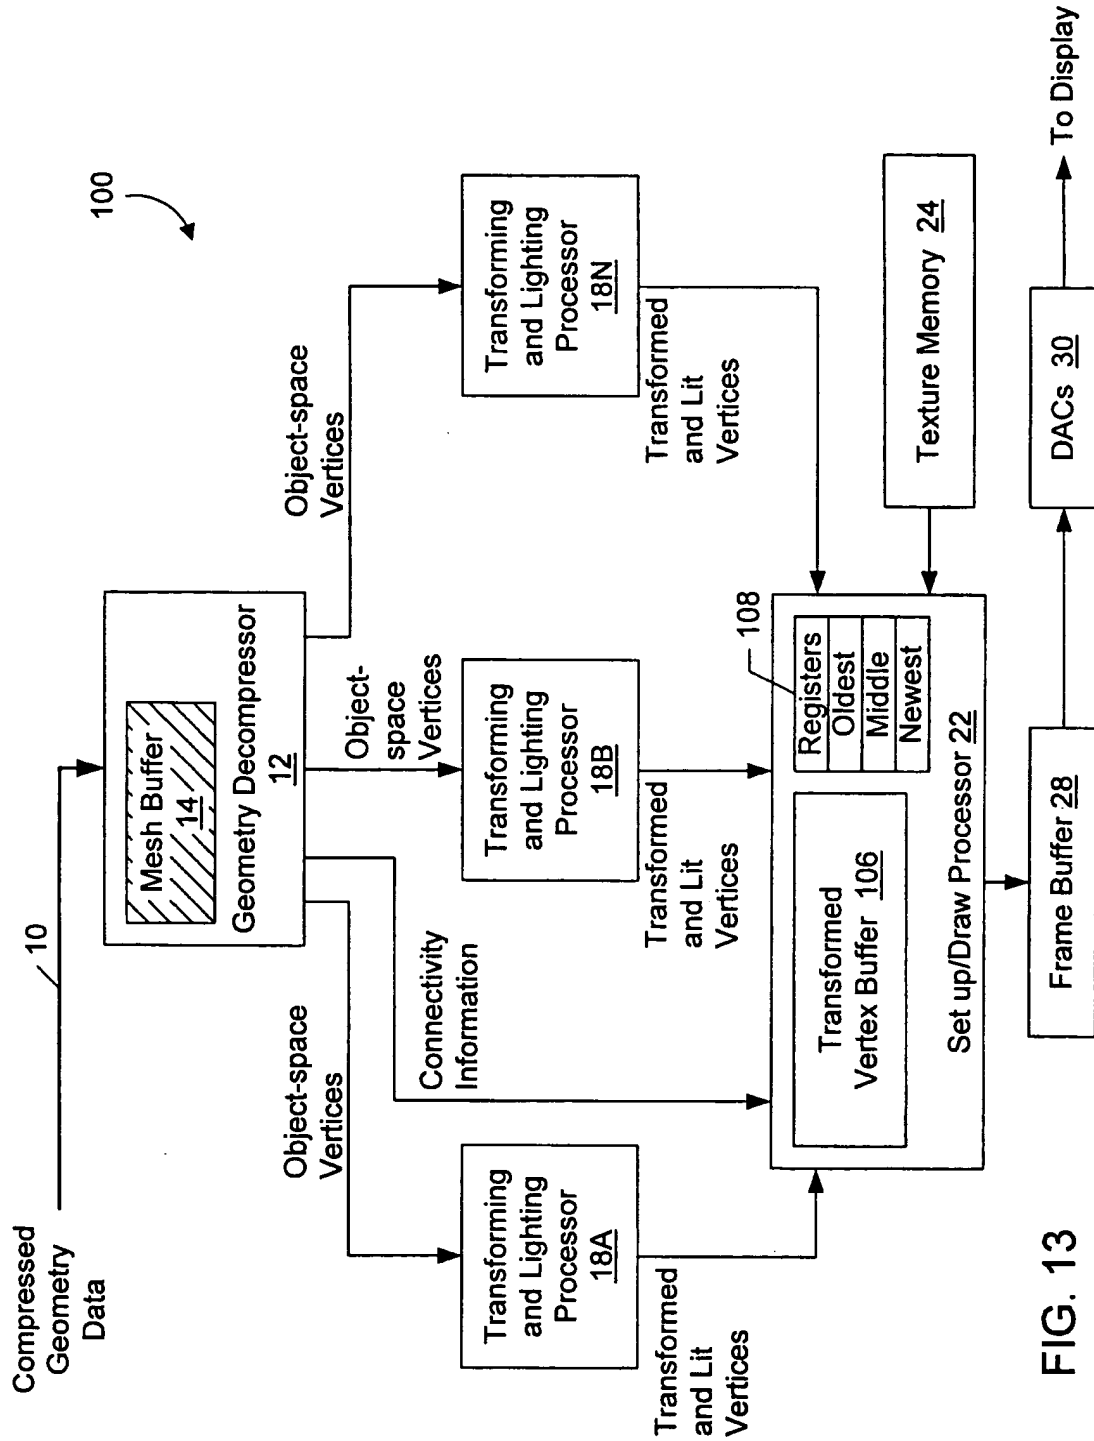 Compressed
Geometry
Data
10
100
Mesh Buffer
14
Geometry Decompressor
12
Object-space
Vertices
Connectivity
Information
Object-
space
Vertices
Object-space
Vertices
Transforming
and Lighting
Processor
18A
Transforming
and Lighting
Processor
18B
Transforming
and Lighting
Processor
18N
Transformed
and Lit
Vertices
Transformed
and Lit
Vertices
Transformed
and Lit
Vertices
108
Transformed
Vertex Buffer 106
Registers
Oldest
Middle
Newest
Set up/Draw Processor 22
Texture Memory 24
Frame Buffer 28
DACs 30
To Display
FIG. 13